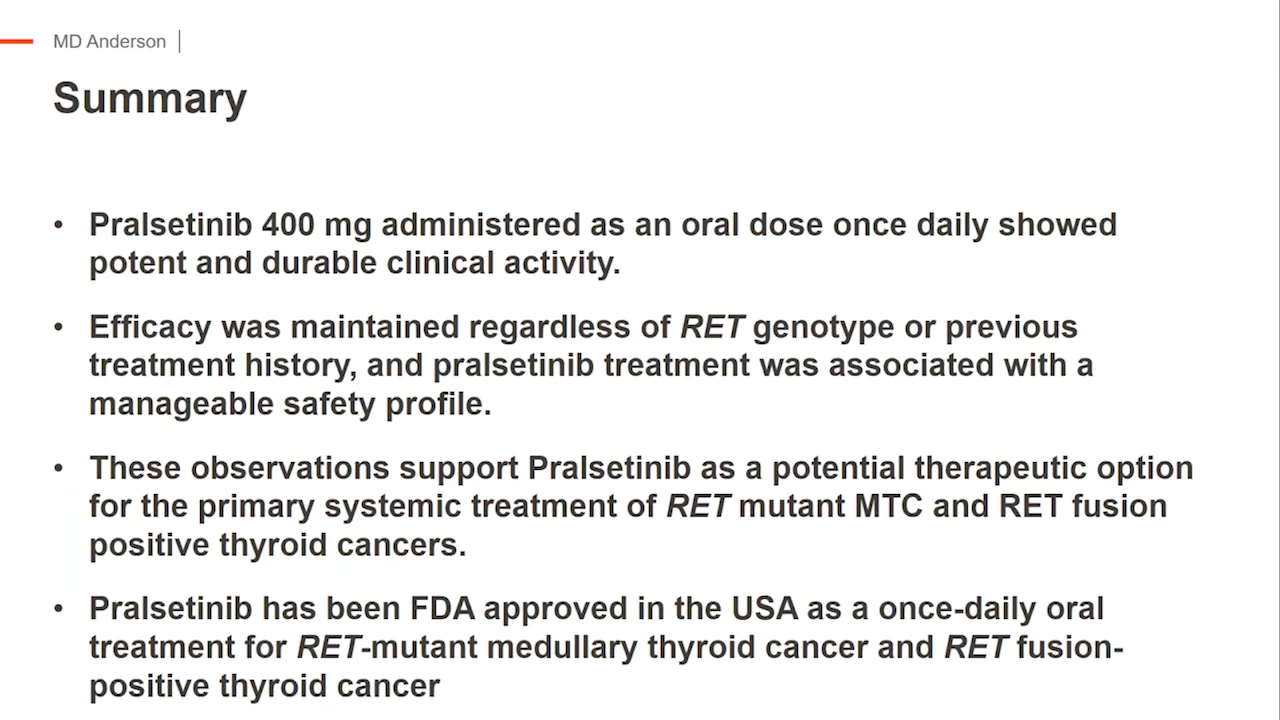 MD Anderson
Summary
• Pralsetinib 400 mg administered as an oral dose once daily showed
potent and durable clinical activity.
• Efficacy was maintained regardless of RET genotype or previous
treatment history, and pralsetinib treatment was associated with a
manageable safety profile.
• These observations support Pralsetinib as a potential therapeutic option
for the primary systemic treatment of RET mutant MTC and RET fusion
positive thyroid cancers.
• Pralsetinib has been FDA approved in the USA as a once-daily oral
treatment for RET-mutant medullary thyroid cancer and RET fusion-
positive thyroid cancer